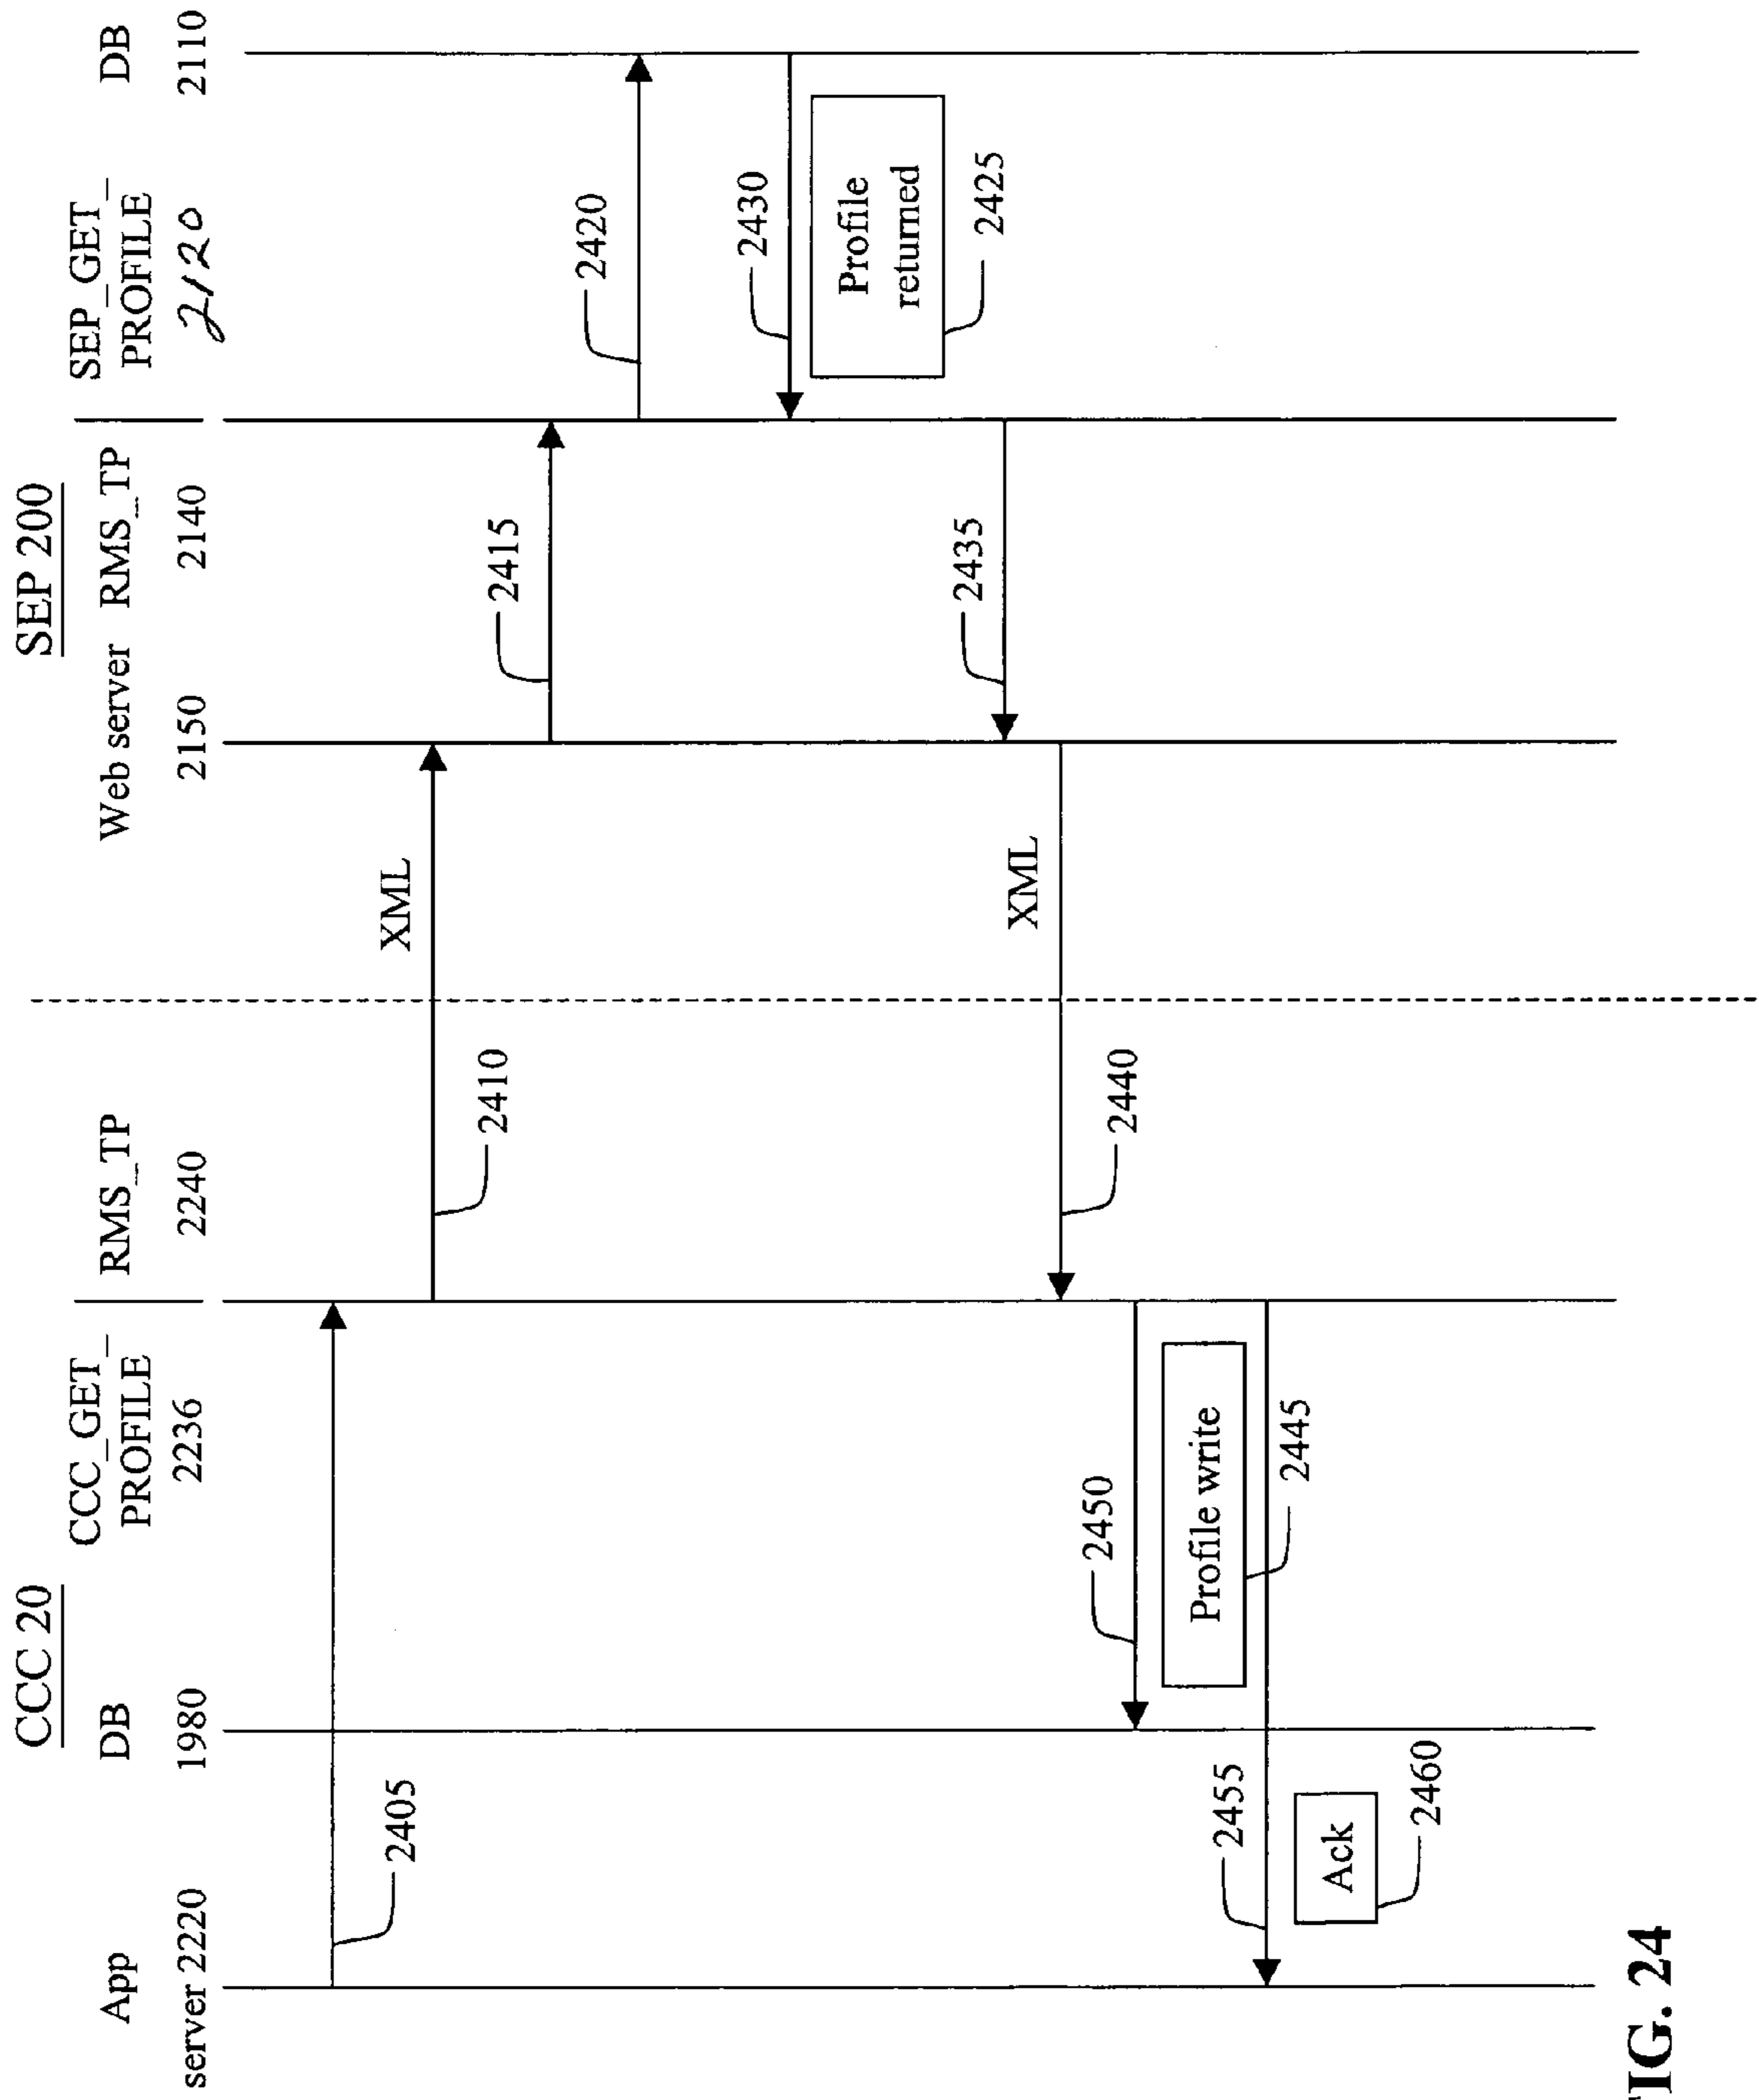 CCC 20
SEP 200
App
server 2220
DB
1980
CCC_GET_
PROFILE
2236
RMS_TP
2240
Web server
2150
RMS_TP
2140
SEP_GET_
PROFILE
2120
DB
2110
2405
XML
2410
2415
2420
2430
Profile
returned
2425
2435
XML
2440
2450
Profile write
2445
2455
Ack
2460
IG. 24